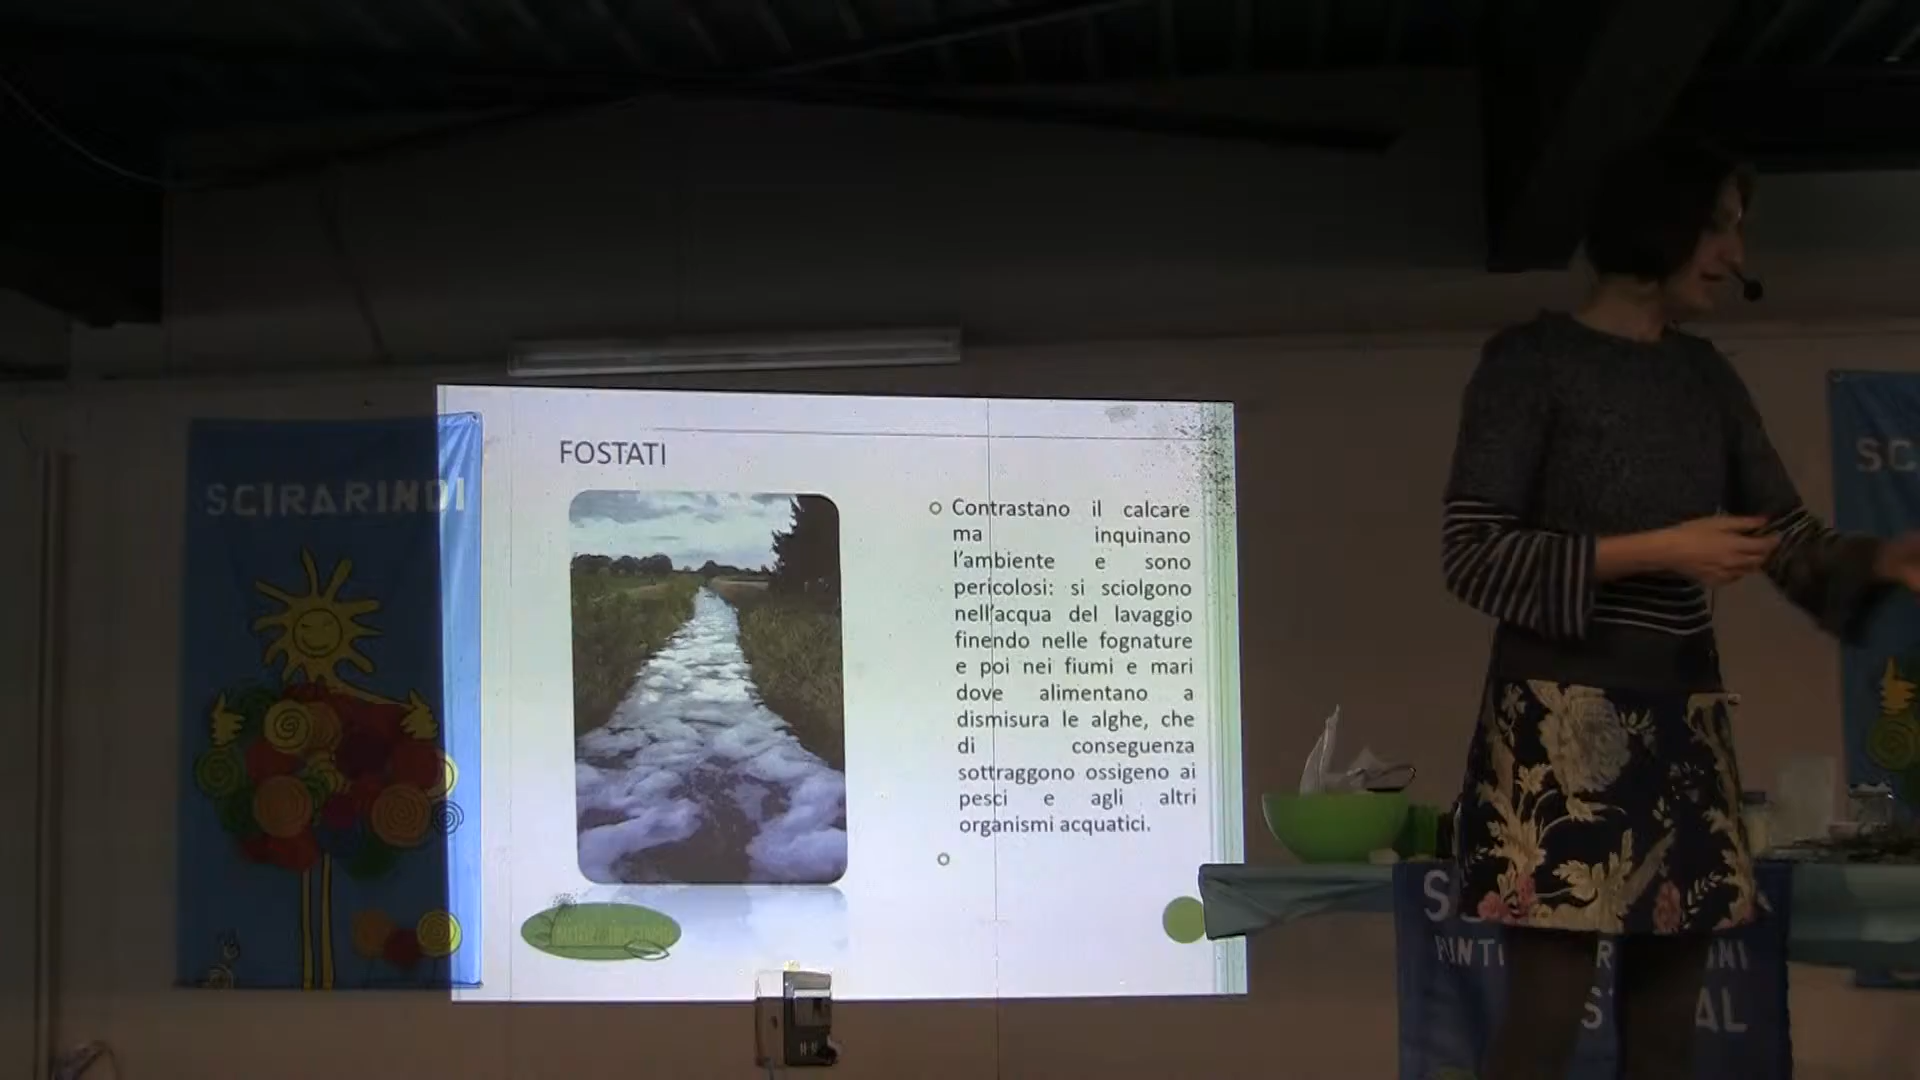 SCIRARINDI
FOSTATI
Contrastano il calcare
ma inquinano
l'ambiente e sono
pericolosi: si sciolgono
nell'acqua del lavaggio
finendo nelle fognature
e poi nei fiumi e mari
dove alimentano a
dismisura le alghe, che
di conseguenza
sottraggono ossigeno ai
pesci e agli altri
organismi acquatici.
SC